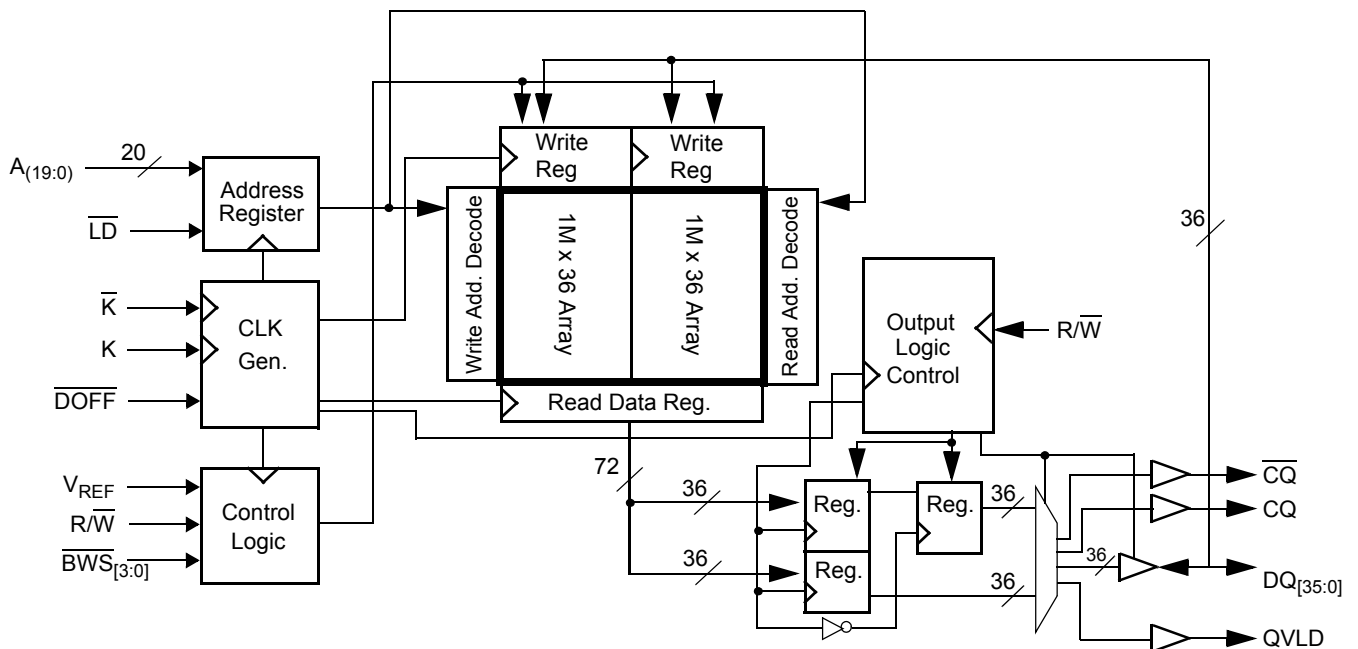 A(19:0)
20
LD
Address
Register
K
K
DOFF
CLK
Gen.
VREF
R/W
BWS[3:0]
Control
Logic
Write
Reg
Write
Reg
Write Add. Decode
1M x 36 Array
1M x 36 Array
Read Add. Decode
Read Data Reg.
72
36
36
Output
Logic
Control
R/W
36
Reg.
Reg.
Reg.
36
36
36
CQ
CQ
DQ[35:0]
QVLD